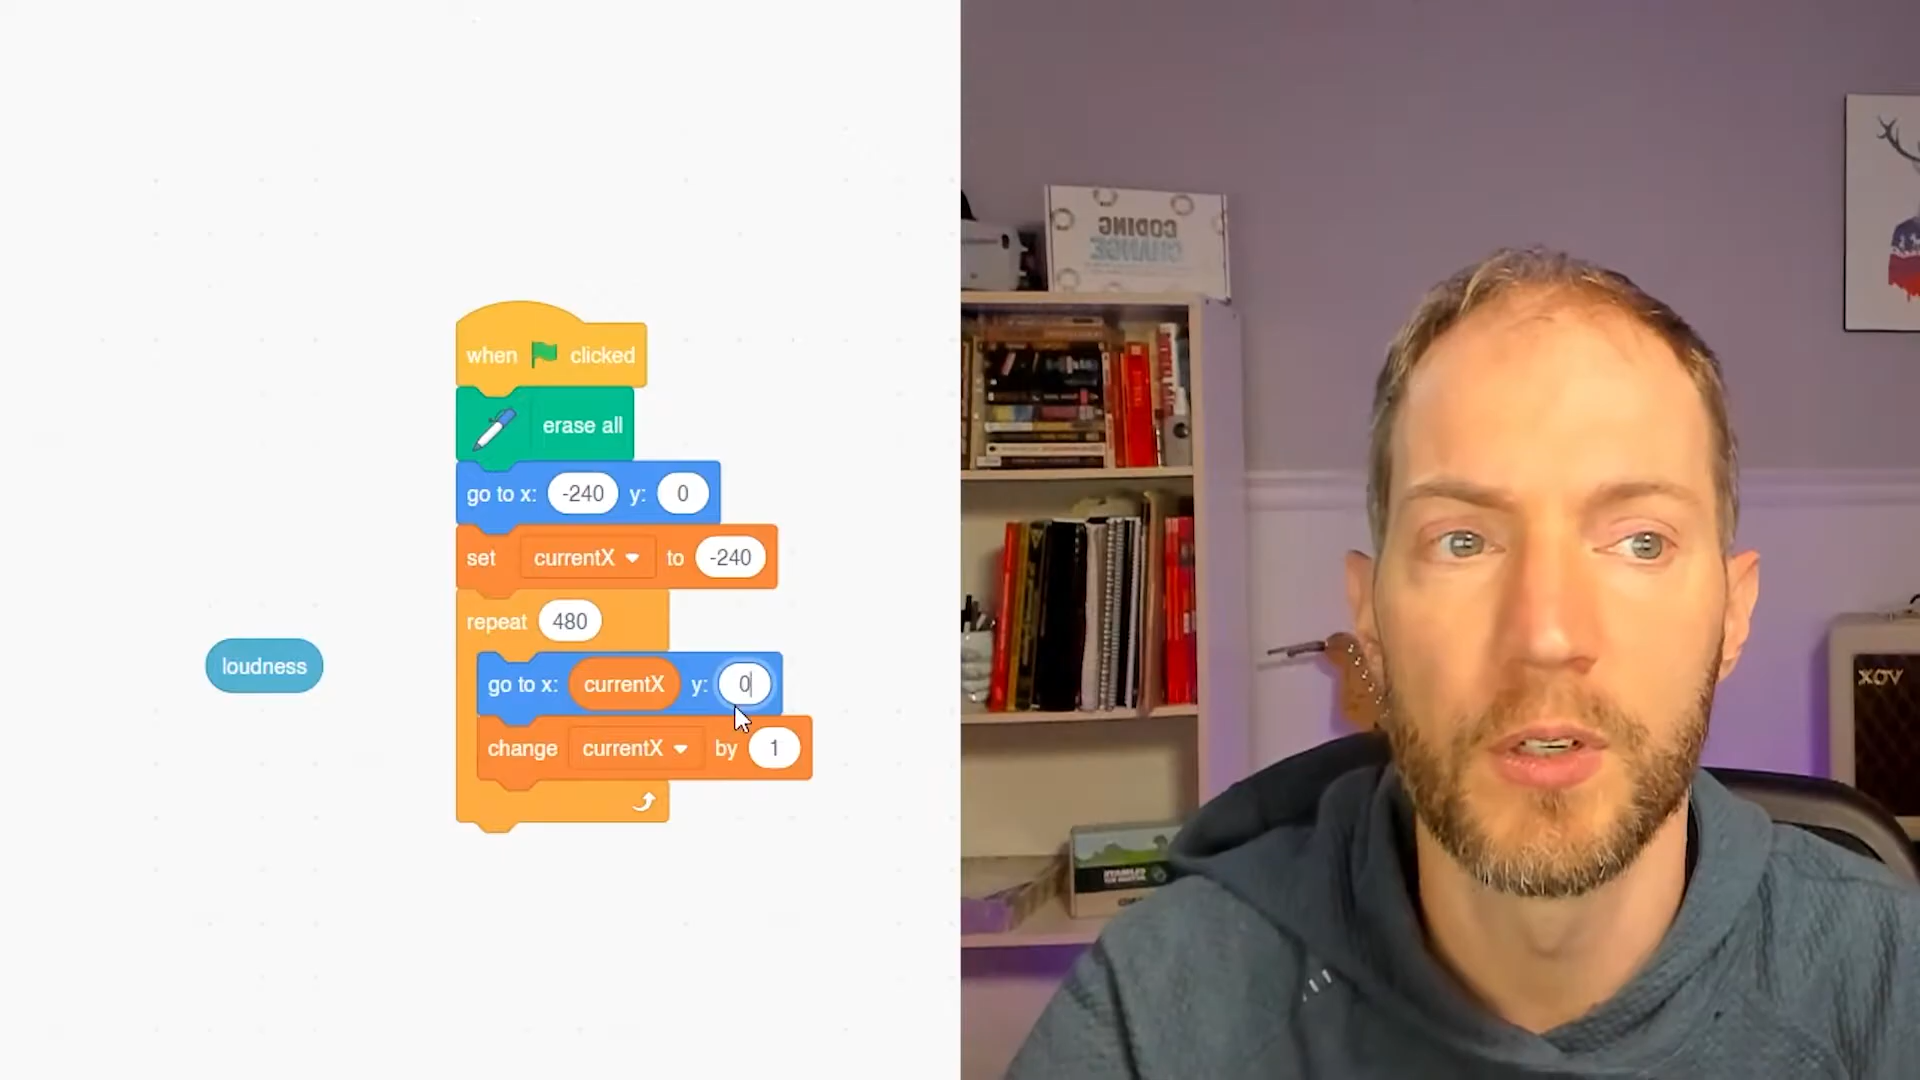 when clicked
erase all
go to x: -240 y: 0
set currentX to -240
repeat 480
loudness
go to x: currentX y: 0
change currentX by 1
CODING
CHANGE
VOX